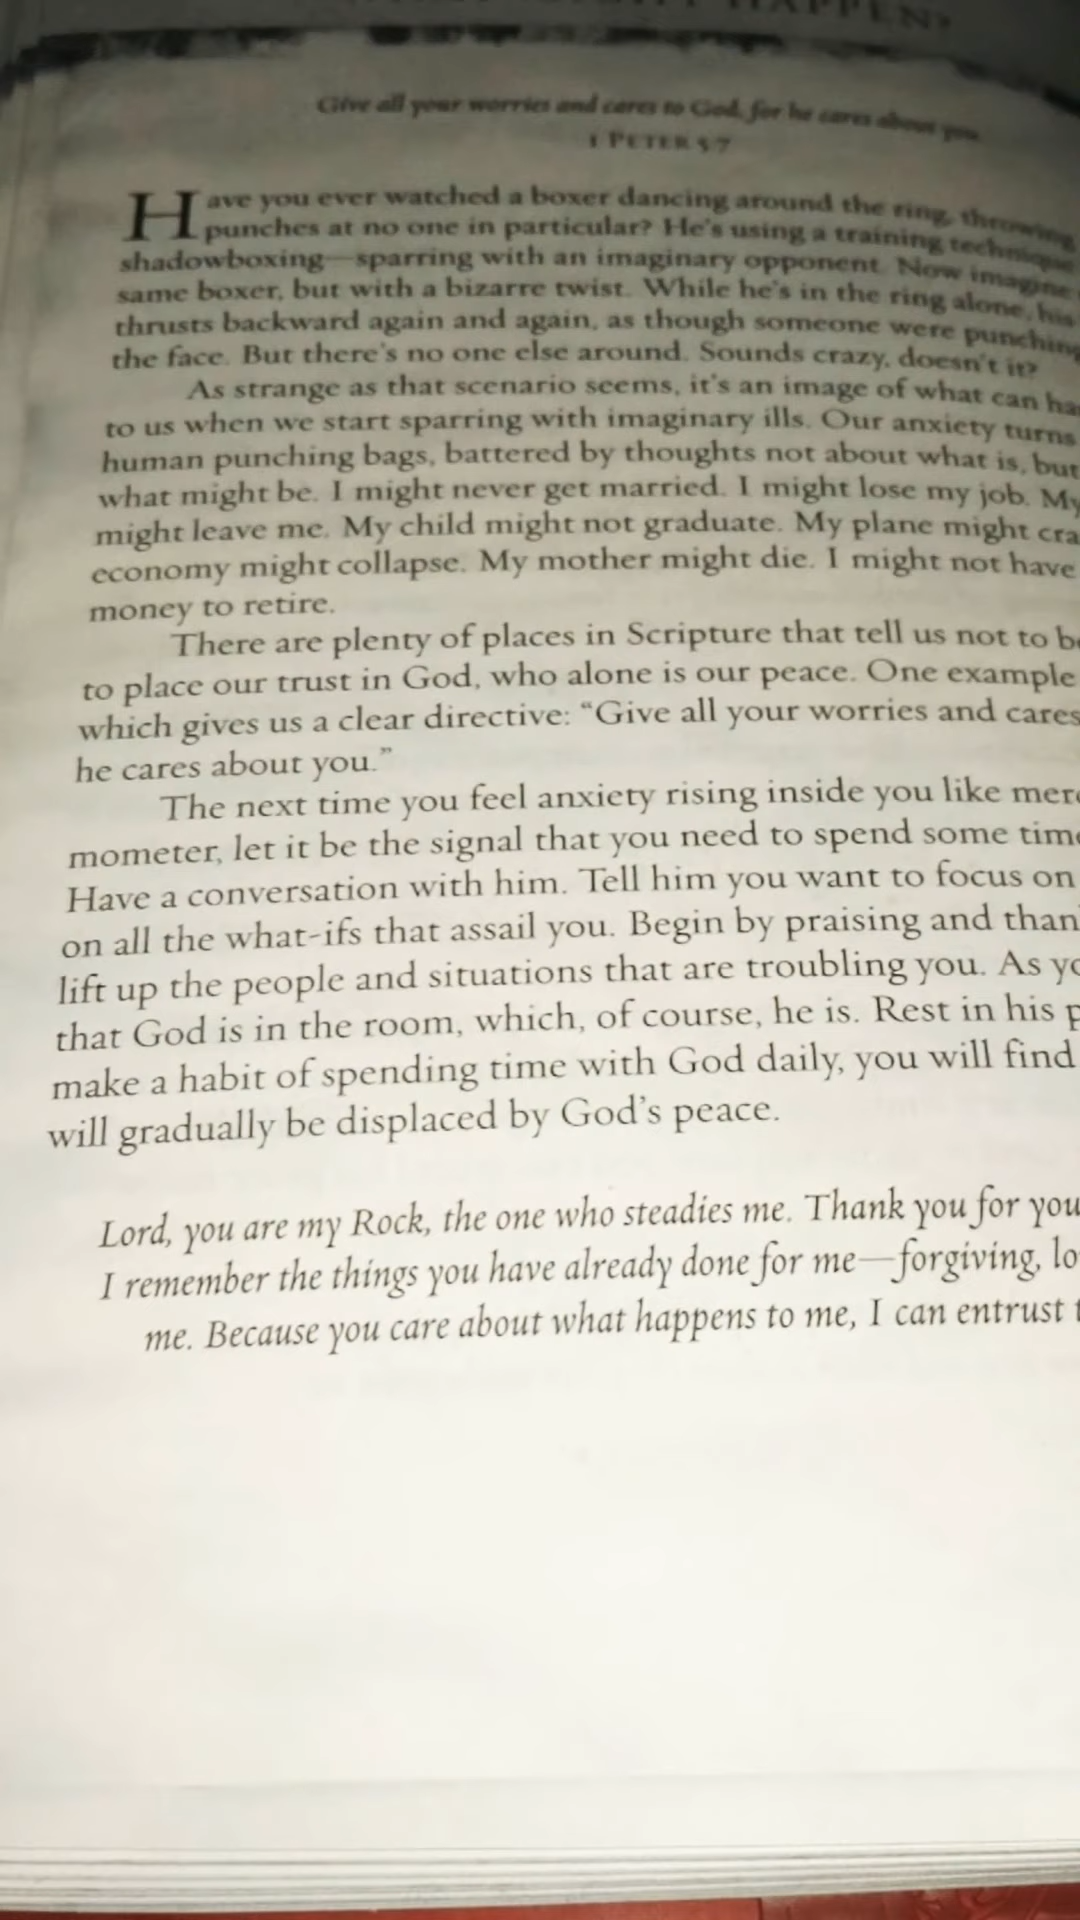 HAPPEN?
Give all your worries and cares to God, for he cares about you.
1 PETER 5:7
Have you ever watched a boxer dancing around the ring, throwing
punches at no one in particular? He's using a training technique
shadowboxing—sparring with an imaginary opponent. Now imagine
same boxer, but with a bizarre twist. While he's in the ring alone, his
thrusts backward again and again, as though someone were punching
the face. But there's no one else around. Sounds crazy, doesn't it?
As strange as that scenario seems, it's an image of what can ha
to us when we start sparring with imaginary ills. Our anxiety turns
human punching bags, battered by thoughts not about what is, but
what might be. I might never get married. I might lose my job. My
might leave me. My child might not graduate. My plane might cra
economy might collapse. My mother might die. I might not have
money to retire.
There are plenty of places in Scripture that tell us not to b
to place our trust in God, who alone is our peace. One example
which gives us a clear directive: “Give all your worries and cares
he cares about you.”
The next time you feel anxiety rising inside you like mer
mometer, let it be the signal that you need to spend some tim
Have a conversation with him. Tell him you want to focus on
on all the what-ifs that assail you. Begin by praising and than
lift up the people and situations that are troubling you. As yo
that God is in the room, which, of course, he is. Rest in his p
make a habit of spending time with God daily, you will find
will gradually be displaced by God's peace.
Lord, you are my Rock, the one who steadies me. Thank you for you
I remember the things you have already done for me—forgiving, lo
me. Because you care about what happens to me, I can entrust t